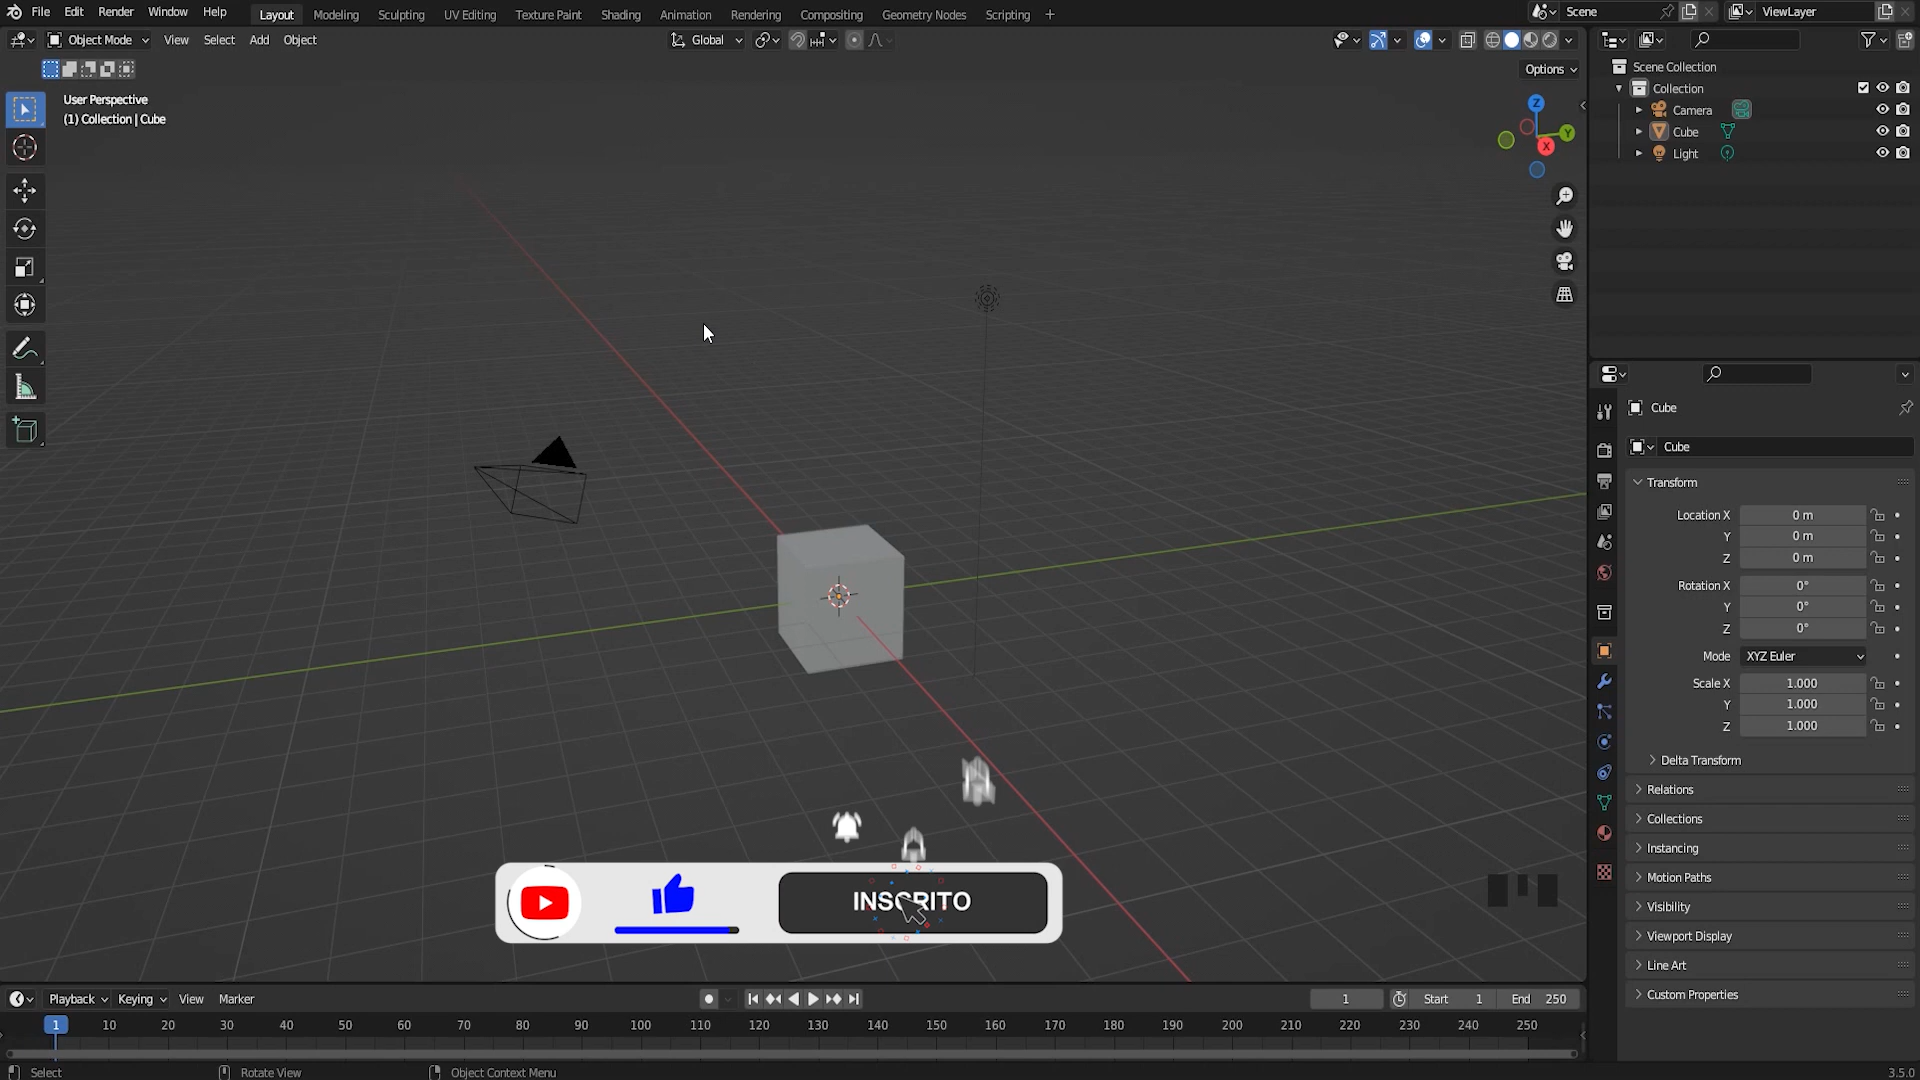 File Edit Render Window Help Layout Modeling Sculpting UV Editing Texture Paint Shading Animation Rendering Compositing Geometry Nodes Scripting + Scene ViewLayer
Object Mode View Select Add Object Global
Options
User Perspective
(1) Collection | Cube
Z
Y
X
Scene Collection
Collection
Camera
Cube
Light
Cube
Cube
Transform
Location X 0 m
Y 0 m
Z 0 m
Rotation X 0°
Y 0°
Z 0°
Mode XYZ Euler
Scale X 1.000
Y 1.000
Z 1.000
Delta Transform
Relations
Collections
Instancing
Motion Paths
Visibility
Viewport Display
Line Art
Custom Properties
INSCRITO
Playback Keying View Marker 1 Start 1 End 250
1 10 20 30 40 50 60 70 80 90 100 110 120 130 140 150 160 170 180 190 200 210 220 230 240 250
Select Rotate View Object Context Menu 3.5.0